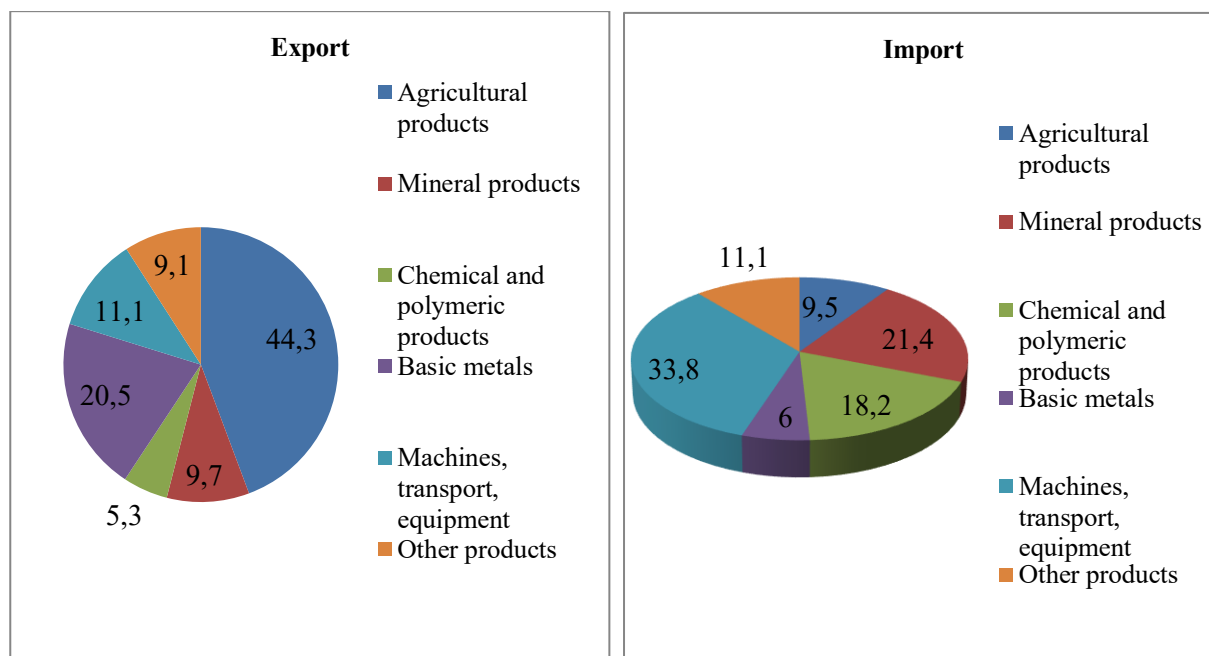 Export
Agricultural
products
Mineral products
Chemical and
polymeric
products
Basic metals
Machines,
transport,
equipment
Other products
9,1
11,1
44,3
20,5
9,7
5,3
Import
Agricultural
products
Mineral products
Chemical and
polymeric
products
Basic metals
Machines,
transport,
equipment
Other products
11,1
9,5
21,4
33,8
18,2
6